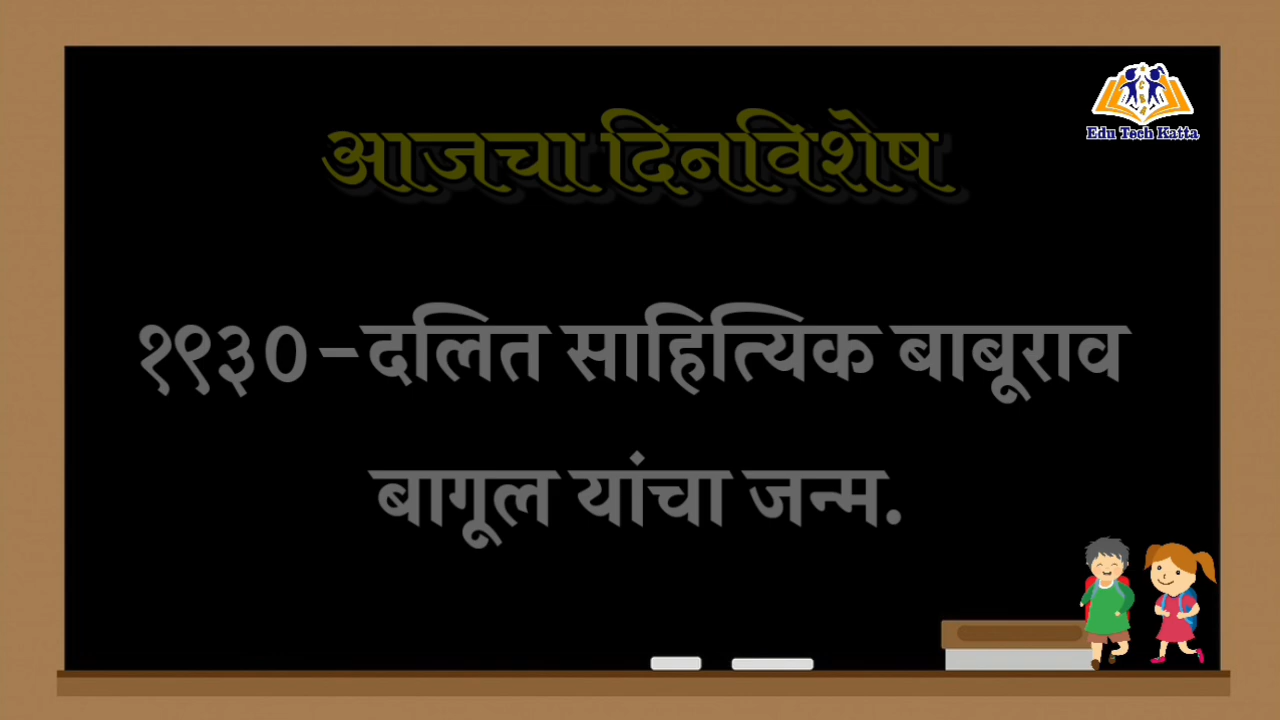 Edu Tech Katta
आजचा दिनविशेष
१९३०-दलित साहित्यिक बाबूराव
बागूल यांचा जन्म.